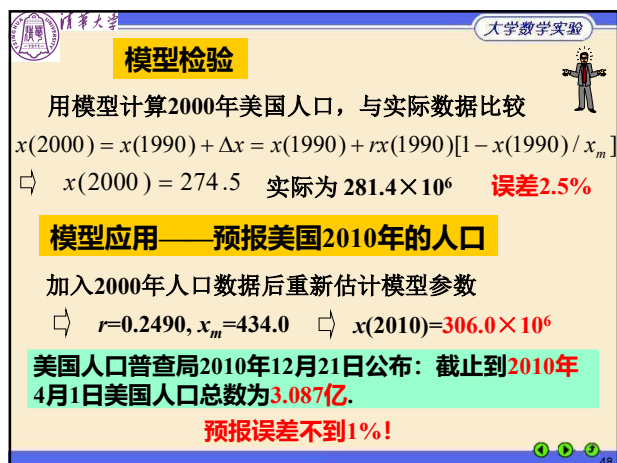 清华大学
大学数学实验
模型检验
用模型计算2000年美国人口，与实际数据比较
x(2000) = x(1990) + Δx = x(1990) + rx(1990)[1 − x(1990) / x_m]
⇨ x(2000) = 274.5 实际为 281.4×10⁶ 误差2.5%
模型应用——预报美国2010年的人口
加入2000年人口数据后重新估计模型参数
⇨ r=0.2490, x_m=434.0 ⇨ x(2010)=306.0×10⁶
美国人口普查局2010年12月21日公布：截止到2010年
4月1日美国人口总数为3.087亿.
预报误差不到1%！
48